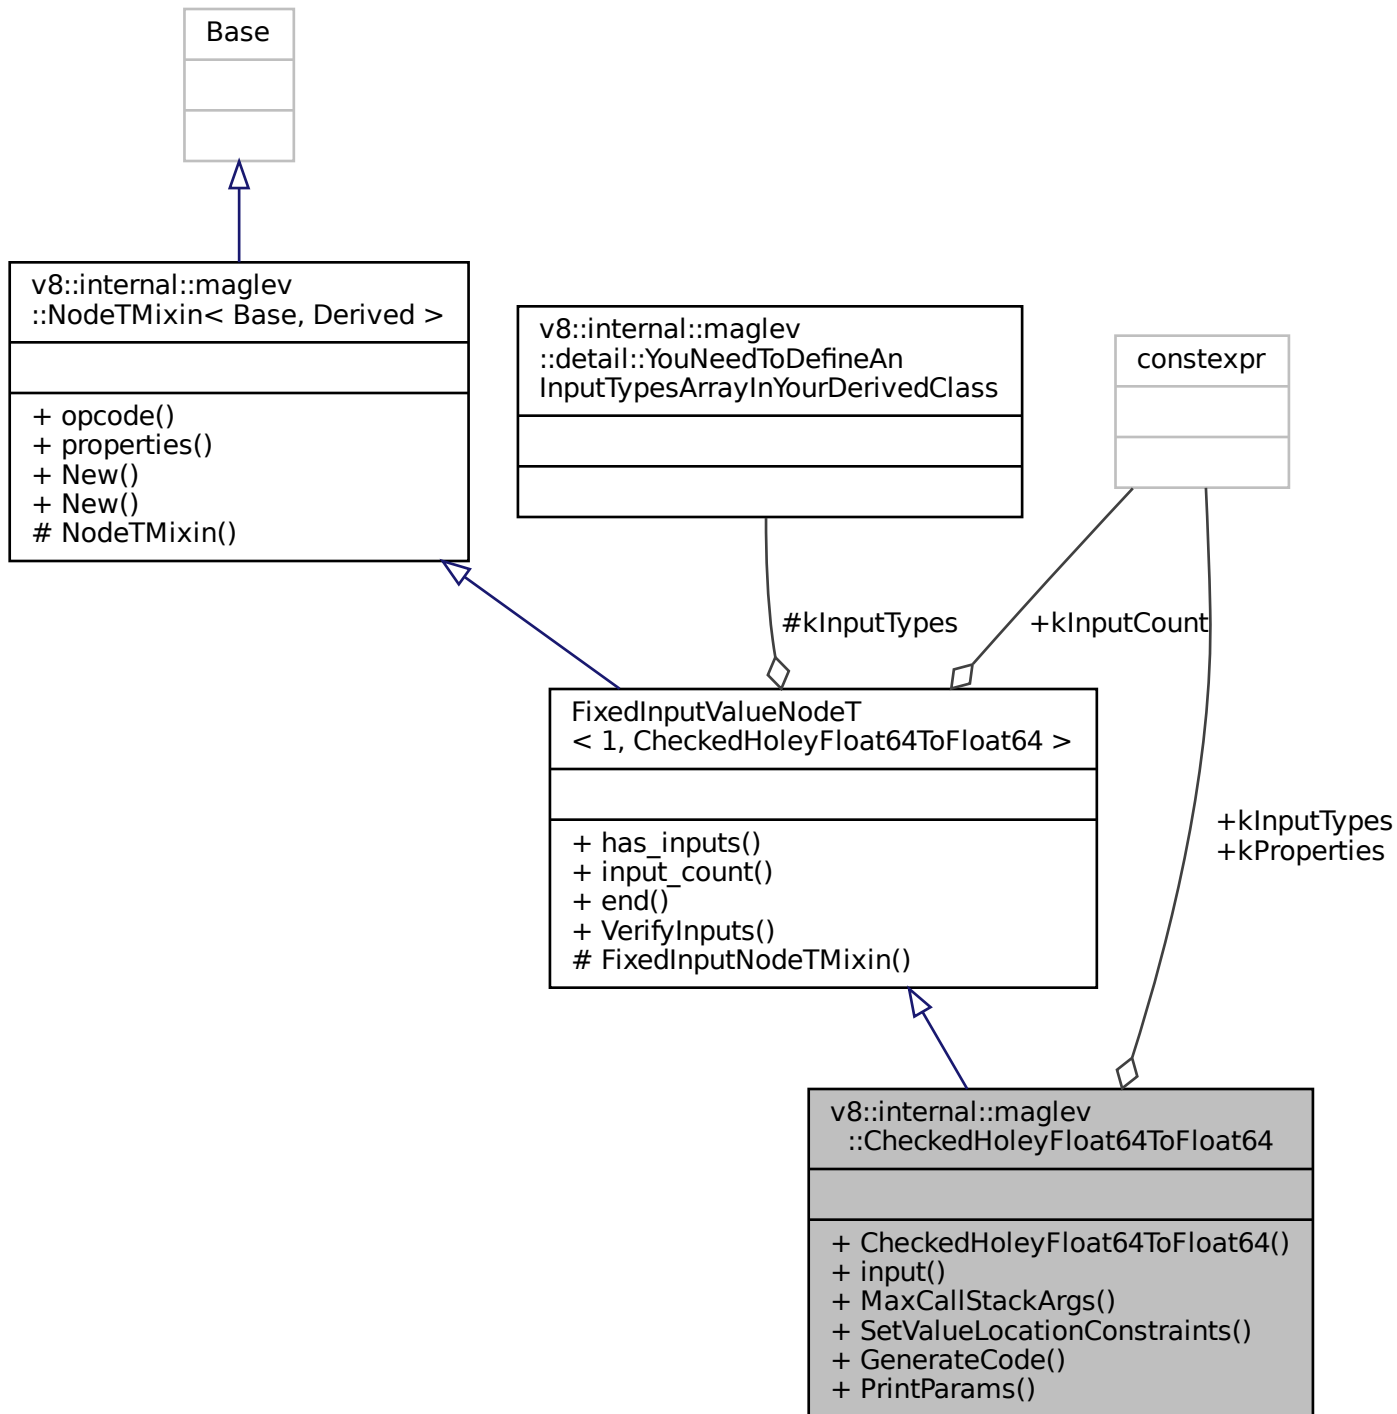 Base
v8::internal::maglev
::NodeTMixin< Base, Derived >
+ opcode()
+ properties()
+ New()
+ New()
# NodeTMixin()
v8::internal::maglev
::detail::YouNeedToDefineAn
InputTypesArrayInYourDerivedClass
constexpr
#kInputTypes
+kInputCount
FixedInputValueNodeT
< 1, CheckedHoleyFloat64ToFloat64 >
+ has_inputs()
+ input_count()
+ end()
+ VerifyInputs()
# FixedInputNodeTMixin()
+kInputTypes
+kProperties
v8::internal::maglev
::CheckedHoleyFloat64ToFloat64
+ CheckedHoleyFloat64ToFloat64()
+ input()
+ MaxCallStackArgs()
+ SetValueLocationConstraints()
+ GenerateCode()
+ PrintParams()